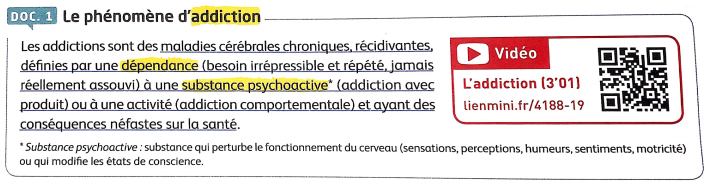 DOC. 1 Le phénomène d'addiction
Les addictions sont des maladies cérébrales chroniques, récidivantes,
définies par une dépendance (besoin irrépressible et répété, jamais
réellement assouvi) à une substance psychoactive* (addiction avec
produit) ou à une activité (addiction comportementale) et ayant des
conséquences néfastes sur la santé.
Vidéo
L'addiction (3'01)
lienmini.fr/4188-19
* Substance psychoactive : substance qui perturbe le fonctionnement du cerveau (sensations, perceptions, humeurs, sentiments, motricité)
ou qui modifie les états de conscience.